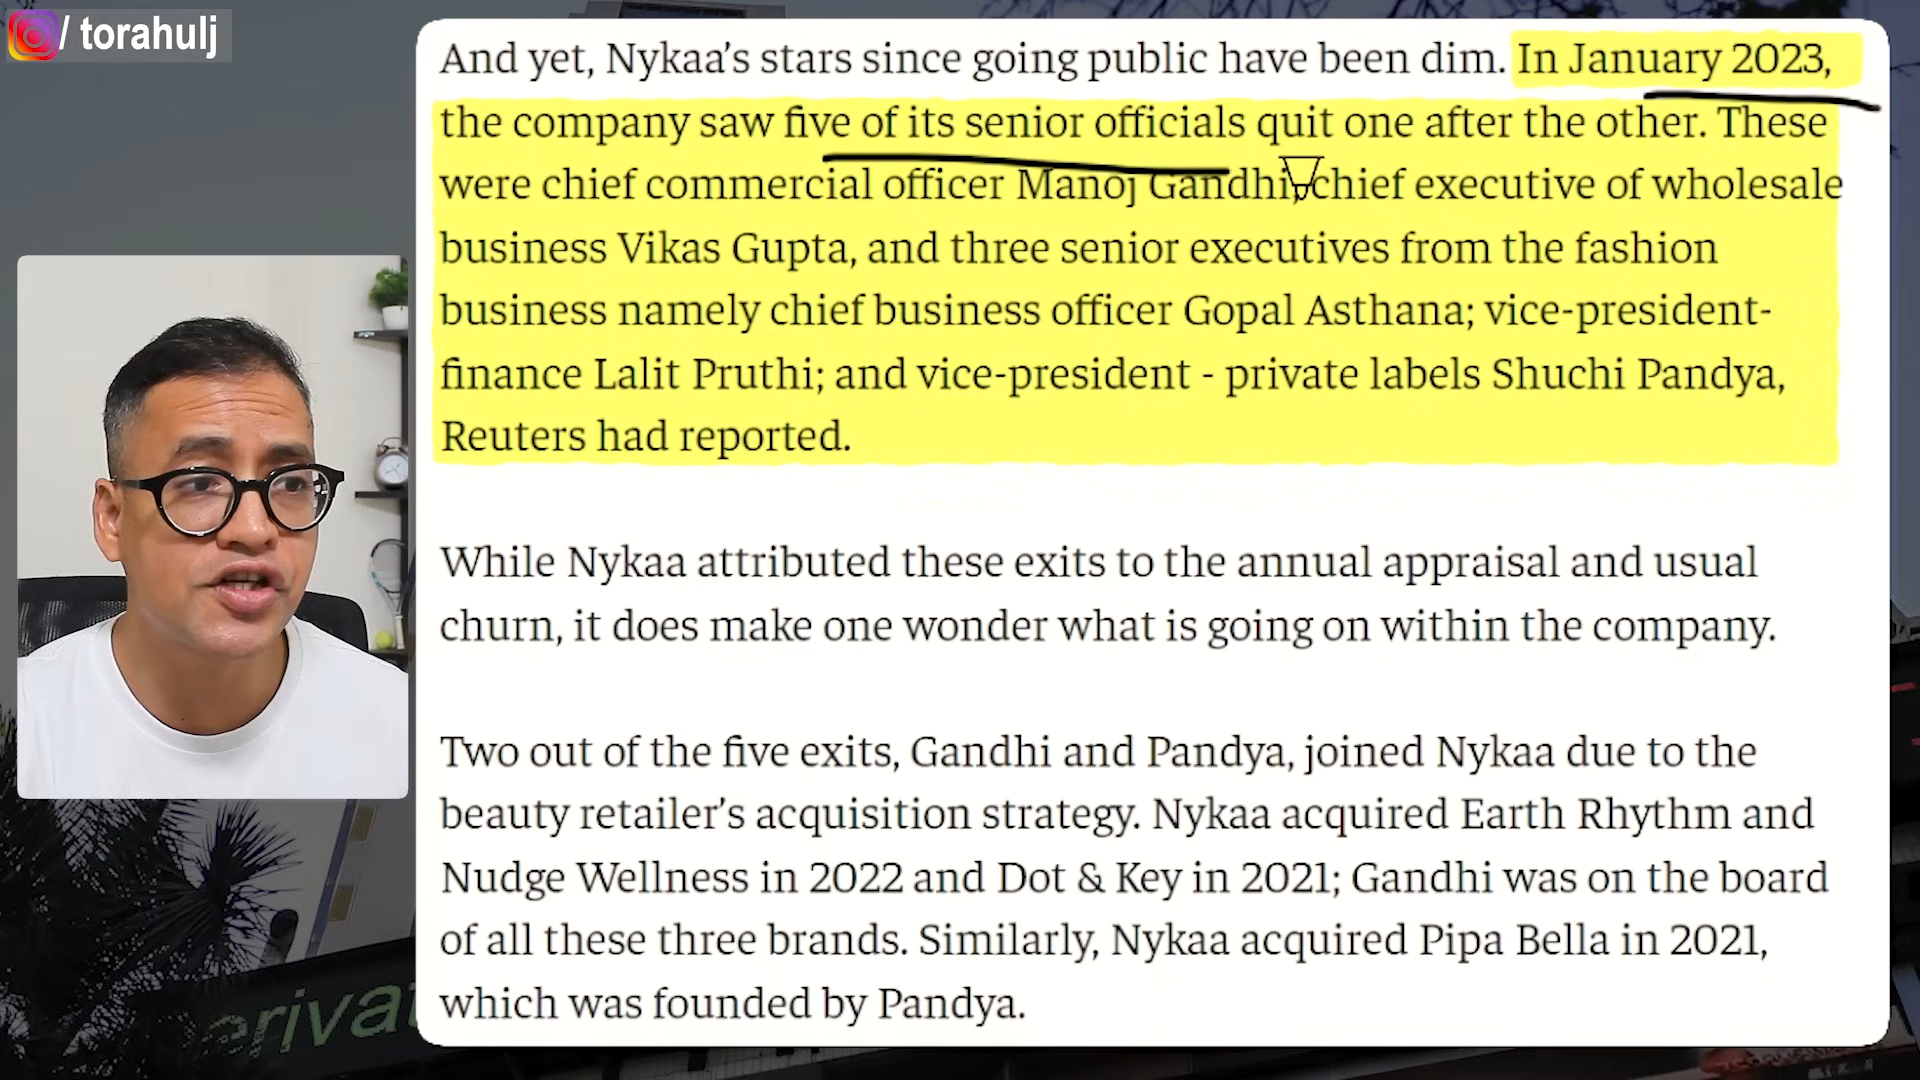 / torahulj
And yet, Nykaa’s stars since going public have been dim. In January 2023,
the company saw five of its senior officials quit one after the other. These
were chief commercial officer Manoj Gandhi, chief executive of wholesale
business Vikas Gupta, and three senior executives from the fashion
business namely chief business officer Gopal Asthana; vice-president-
finance Lalit Pruthi; and vice-president - private labels Shuchi Pandya,
Reuters had reported.
While Nykaa attributed these exits to the annual appraisal and usual
churn, it does make one wonder what is going on within the company.
Two out of the five exits, Gandhi and Pandya, joined Nykaa due to the
beauty retailer’s acquisition strategy. Nykaa acquired Earth Rhythm and
Nudge Wellness in 2022 and Dot & Key in 2021; Gandhi was on the board
of all these three brands. Similarly, Nykaa acquired Pipa Bella in 2021,
which was founded by Pandya.